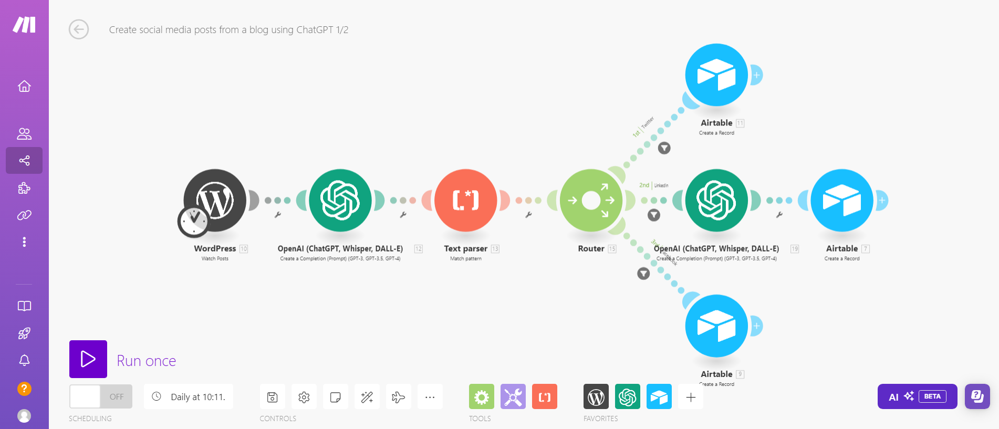 Create social media posts from a blog using ChatGPT 1/2
Airtable 11
Create a Record
1st | Twitter
2nd | LinkedIn
WordPress 10
Watch Posts
OpenAI (ChatGPT, Whisper, DALL-E) 12
Create a Completion (Prompt) (GPT-3, GPT-3.5, GPT-4)
Text parser 13
Match pattern
Router 15
3rd
OpenAI (ChatGPT, Whisper, DALL-E) 19
Create a Completion (Prompt) (GPT-3, GPT-3.5, GPT-4)
Airtable 7
Create a Record
Airtable 9
Create a Record
Run once
OFF
Daily at 10:11.
AI BETA
SCHEDULING
CONTROLS
TOOLS
FAVORITES